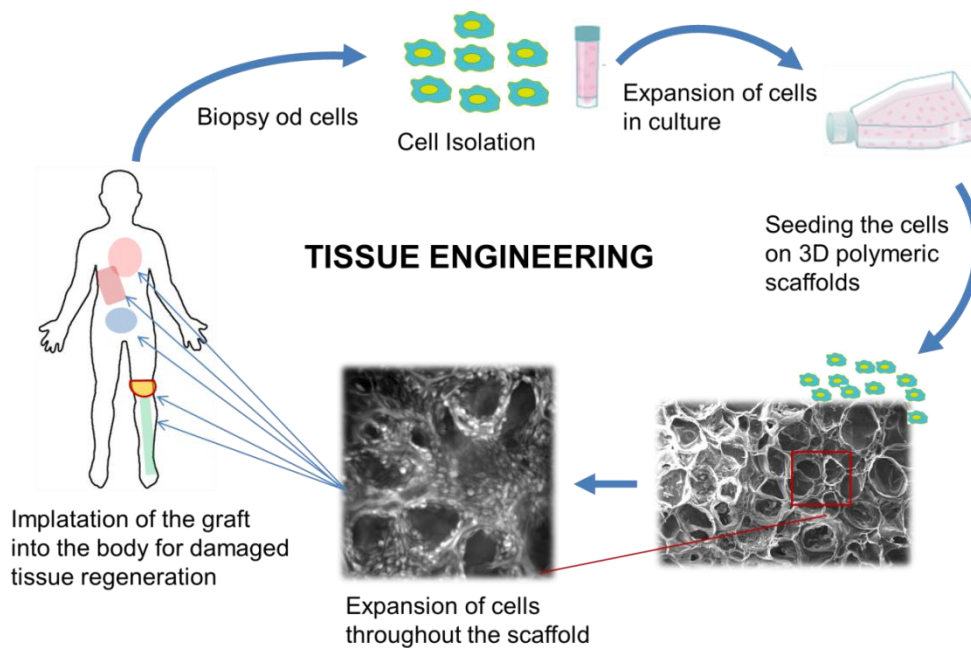 Biopsy od cells
Cell Isolation
Expansion of cells
in culture
Seeding the cells
on 3D polymeric
scaffolds
TISSUE ENGINEERING
Expansion of cells
throughout the scaffold
Implatation of the graft
into the body for damaged
tissue regeneration